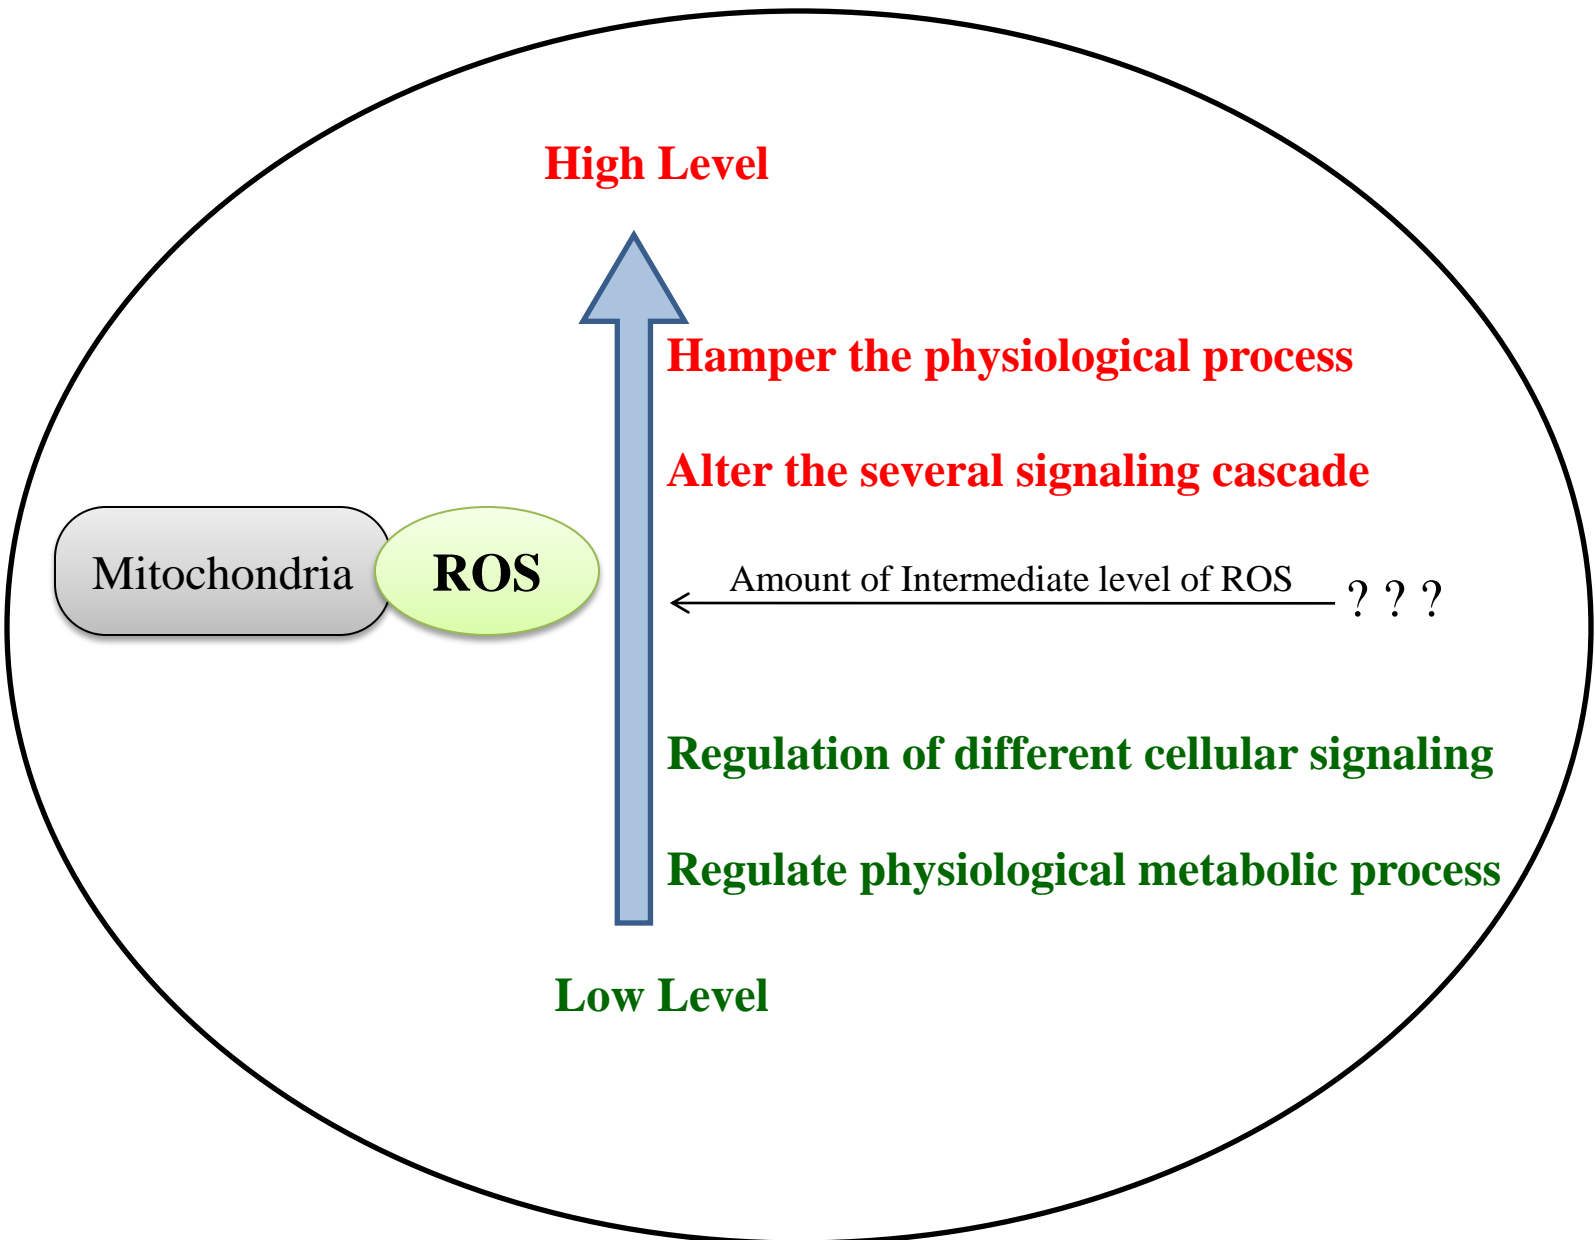 High Level
Hamper the physiological process
Alter the several signaling cascade
Mitochondria
ROS
Amount of Intermediate level of ROS
? ? ?
Regulation of different cellular signaling
Regulate physiological metabolic process
Low Level